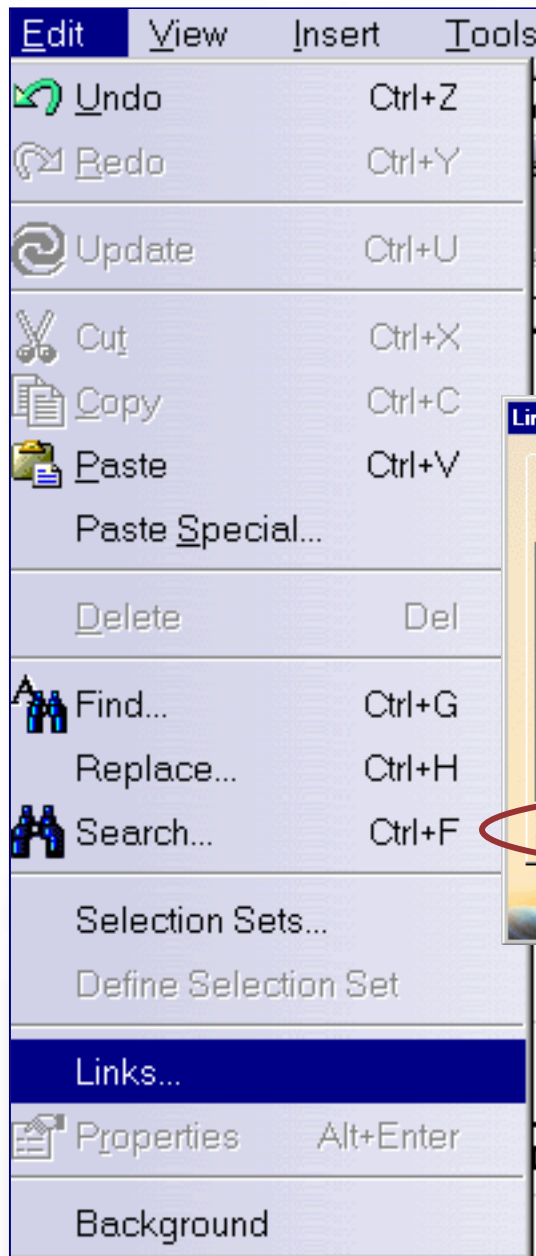 Edit View Insert Tools
Undo Ctrl+Z
Redo Ctrl+Y
Update Ctrl+U
Cut Ctrl+X
Copy Ctrl+C
Paste Ctrl+V
Paste Special...
Delete Del
Find... Ctrl+G
Replace... Ctrl+H
Search... Ctrl+F
Selection Sets...
Define Selection Set
Links...
Properties Alt+Enter
Background